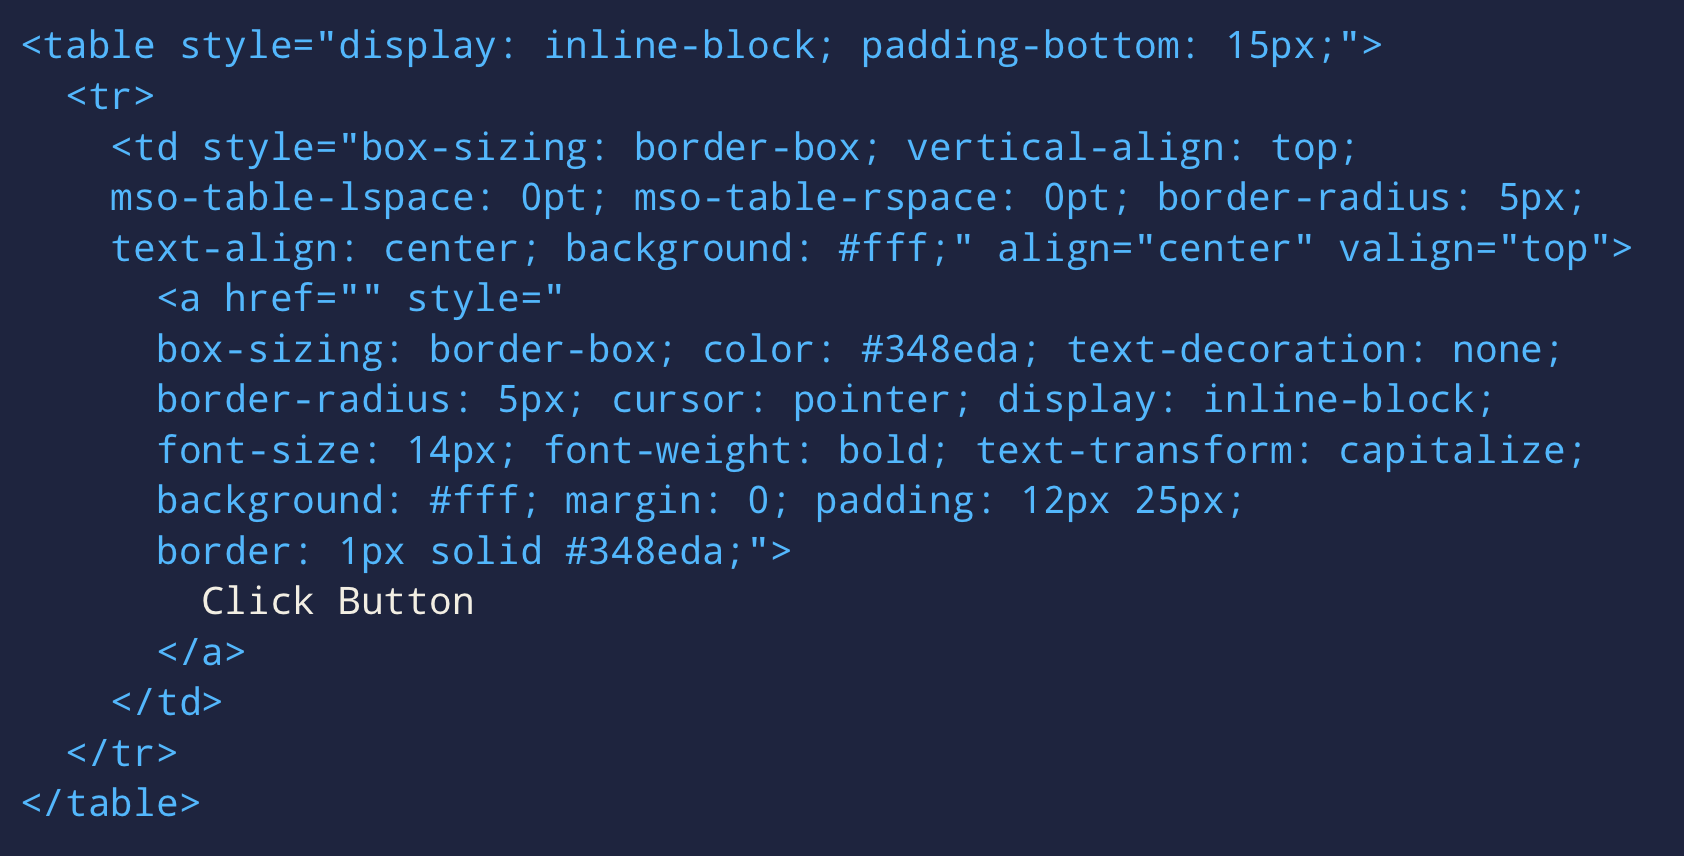 <table style="display: inline-block; padding-bottom: 15px;">
  <tr>
    <td style="box-sizing: border-box; vertical-align: top;
    mso-table-lspace: 0pt; mso-table-rspace: 0pt; border-radius: 5px;
    text-align: center; background: #fff;" align="center" valign="top">
      <a href="" style="
      box-sizing: border-box; color: #348eda; text-decoration: none;
      border-radius: 5px; cursor: pointer; display: inline-block;
      font-size: 14px; font-weight: bold; text-transform: capitalize;
      background: #fff; margin: 0; padding: 12px 25px;
      border: 1px solid #348eda;">
        Click Button
      </a>
    </td>
  </tr>
</table>